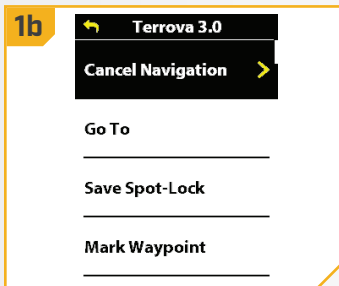 1b
Terrova 3.0
Cancel Navigation
Go To
Save Spot-Lock
Mark Waypoint